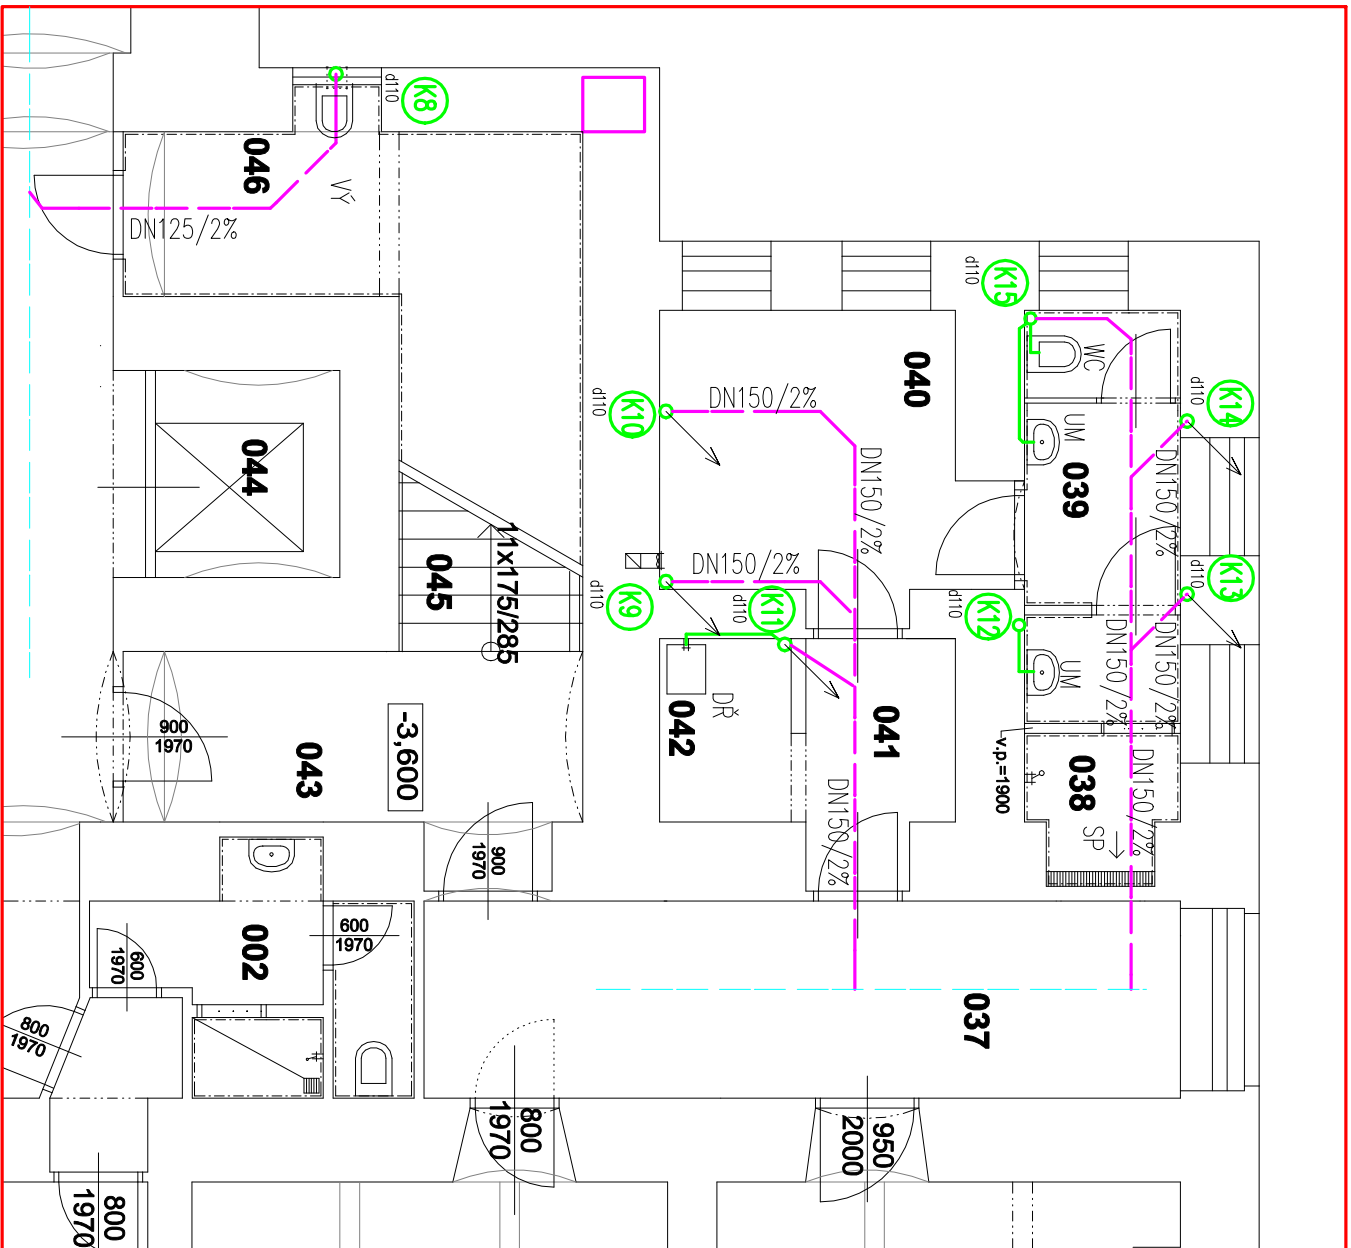 K8
d110
046
VÝ
DN125/2%
K15
d110
WC
K14
d110
040
K10
d110
DN150/2%
UM
039
DN150/2%
DN150/2%
044
11x175/285
045
DN150/2%
K9
d110
K11
d110
K12
d110
K13
d110
UM
DN150/2%
DN150/2%
DŘ
042
041
-3,600
900
1970
043
v.p.=1900
038
DN150/2%
SP
DN150/2%
900
1970
002
600
1970
600
1970
037
800
1970
800
1970
950
2000
800
1970